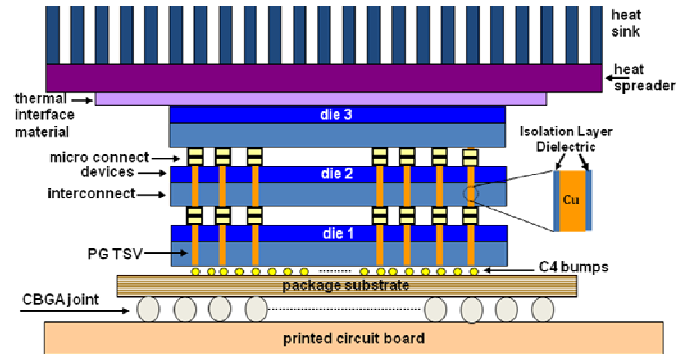 heat
sink
heat
spreader
thermal
interface
material
die 3
Isolation Layer
Dielectric
micro connect
devices
die 2
interconnect
Cu
die 1
PG TSV
C4 bumps
package substrate
CBGA joint
printed circuit board